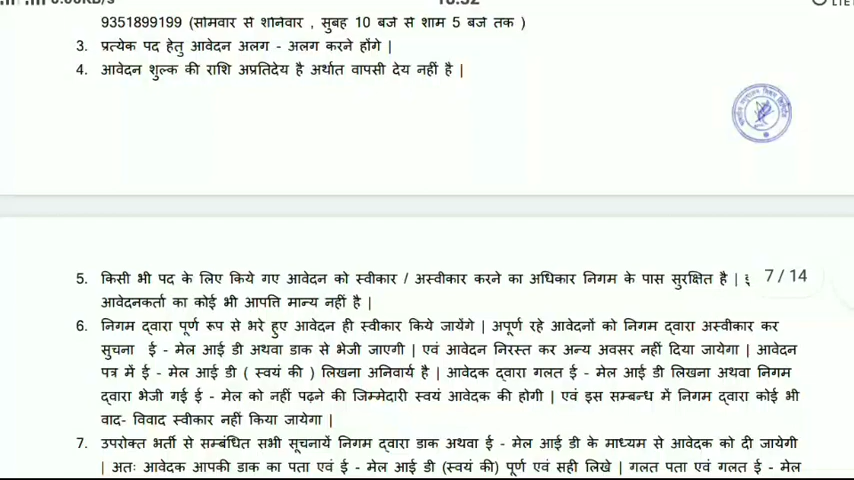 9351899199 (सोमवार से शनिवार , सुबह 10 बजे से शाम 5 बजे तक )
3. प्रत्येक पद हेतु आवेदन अलग - अलग करने होंगे |
4. आवेदन शुल्क की राशि अप्रतिदेय है अर्थात वापसी देय नहीं है |
5. किसी भी पद के लिए किये गए आवेदन को स्वीकार / अस्वीकार करने का अधिकार निगम के पास सुरक्षित है |
7 / 14
आवेदनकर्ता का कोई भी आपत्ति मान्य नहीं है |
6. निगम द्वारा पूर्ण रूप से भरे हुए आवेदन ही स्वीकार किये जायेंगे | अपूर्ण रहे आवेदनों को निगम द्वारा अस्वीकार कर
सुचना ई - मेल आई डी अथवा डाक से भेजी जाएगी | एवं आवेदन निरस्त कर अन्य अवसर नहीं दिया जायेगा | आवेदन
पत्र में ई - मेल आई डी ( स्वयं की ) लिखना अनिवार्य है | आवेदक द्वारा गलत ई - मेल आई डी लिखना अथवा निगम
द्वारा भेजी गई ई - मेल को नहीं पढ़ने की जिम्मेदारी स्वयं आवेदक की होगी | एवं इस सम्बन्ध में निगम द्वारा कोई भी
वाद- विवाद स्वीकार नहीं किया जायेगा |
7. उपरोक्त भर्ती से सम्बंधित सभी सूचनायें निगम द्वारा डाक अथवा ई - मेल आई डी के माध्यम से आवेदक को दी जायेगी
| अतः आवेदक आपकी डाक का पता एवं ई - मेल आई डी (स्वयं की) पूर्ण एवं सही लिखे | गलत पता एवं गलत ई - मेल